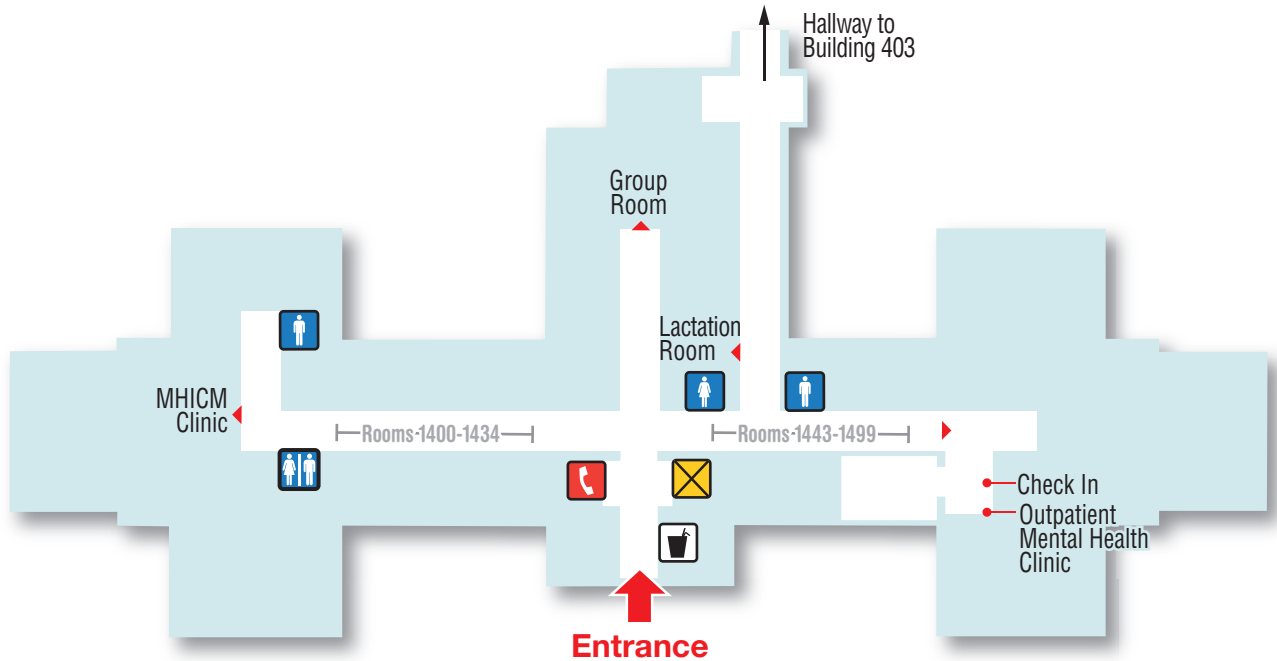 Hallway to
Building 403
Group
Room
Lactation
Room
MHICM
Clinic
Rooms 1400-1434
Rooms 1443-1499
Check In
Outpatient
Mental Health
Clinic
Entrance